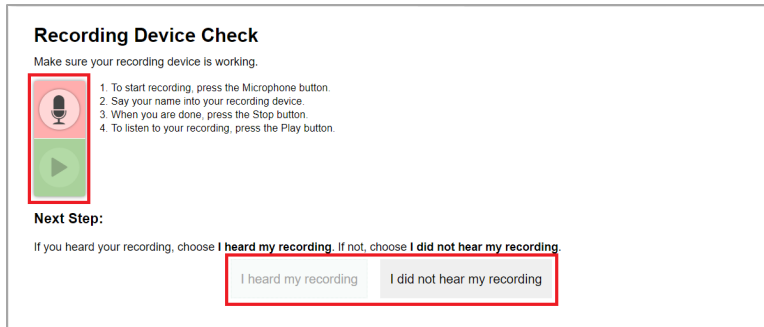 Recording Device Check
Make sure your recording device is working.
1. To start recording, press the Microphone button.
2. Say your name into your recording device.
3. When you are done, press the Stop button.
4. To listen to your recording, press the Play button.
Next Step:
If you heard your recording, choose I heard my recording. If not, choose I did not hear my recording.
I heard my recording I did not hear my recording